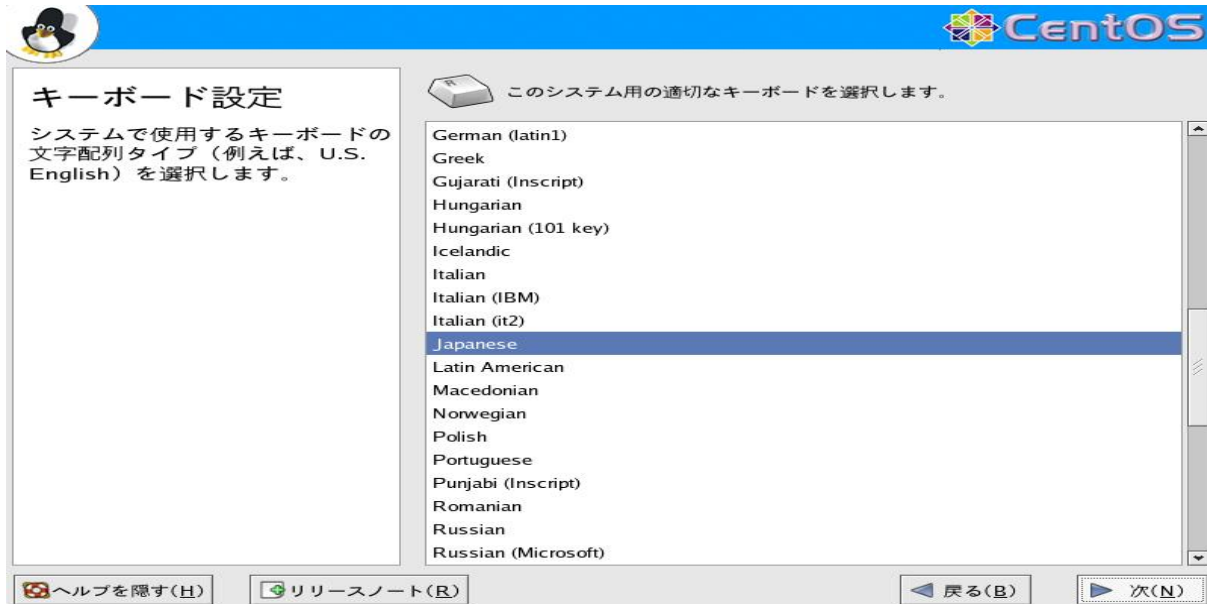 CentOS
キーボード設定
システムで使用するキーボードの
文字配列タイプ（例えば、U.S.
English）を選択します。
R
このシステム用の適切なキーボードを選択します。
German (latin1)
Greek
Gujarati (Inscript)
Hungarian
Hungarian (101 key)
Icelandic
Italian
Italian (IBM)
Italian (it2)
Japanese
Latin American
Macedonian
Norwegian
Polish
Portuguese
Punjabi (Inscript)
Romanian
Russian
Russian (Microsoft)
ヘルプを隠す(H)
リリースノート(R)
戻る(B)
次(N)